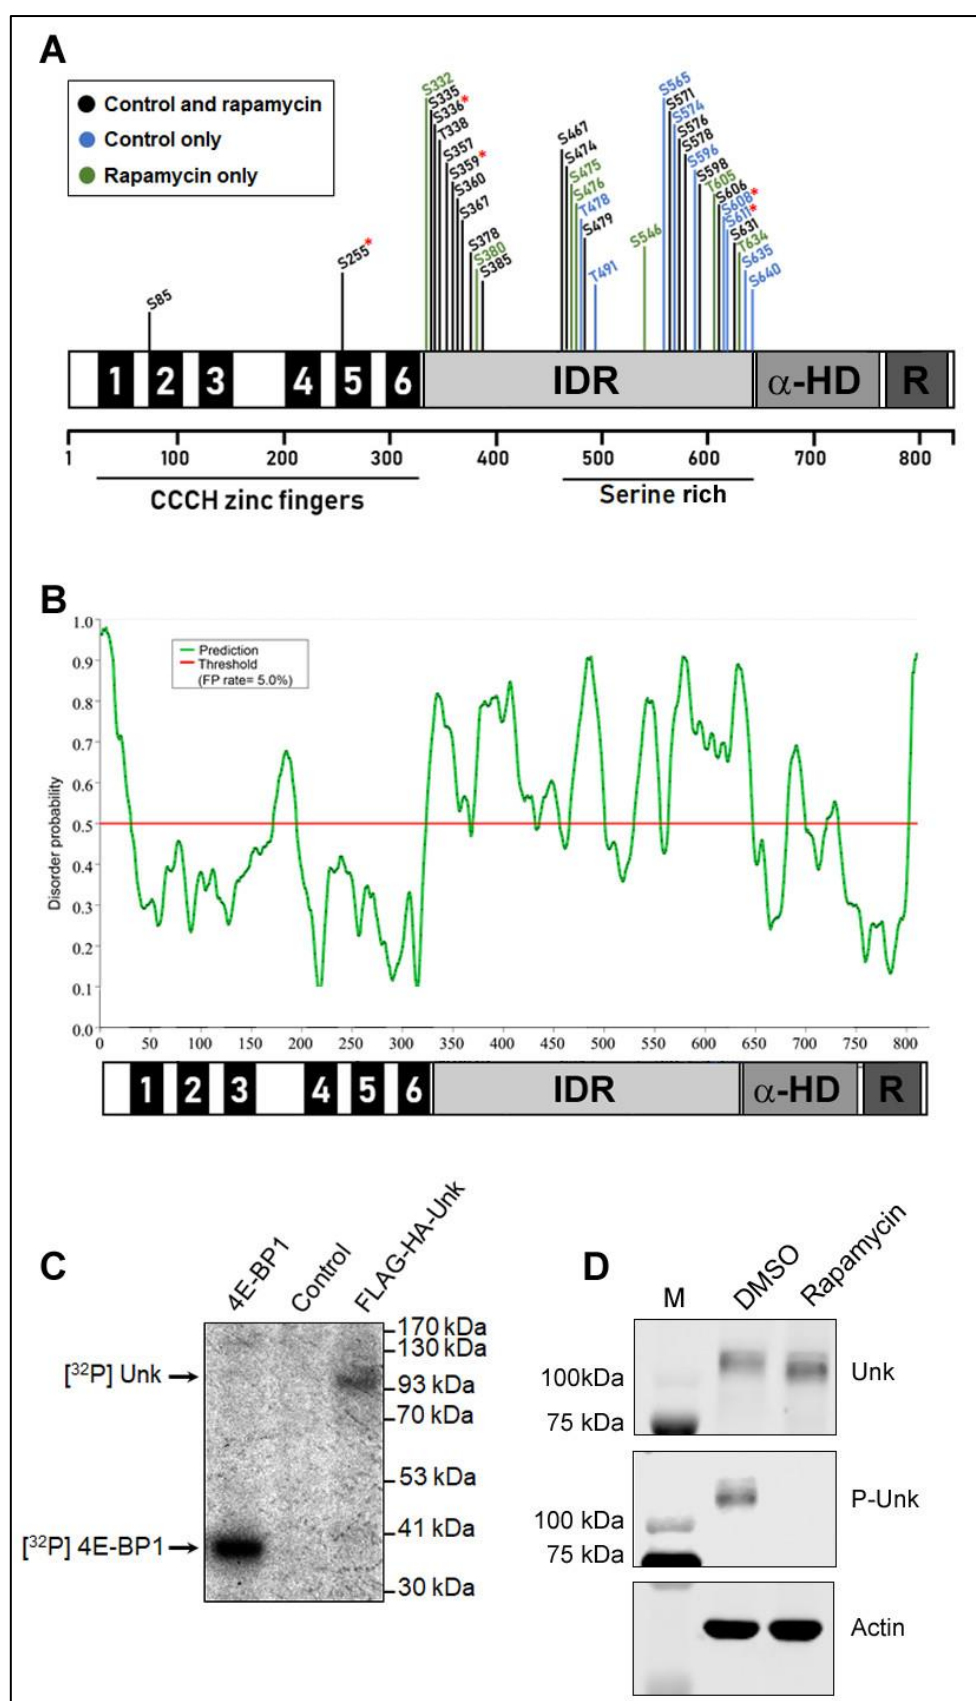 A
Control and rapamycin
Control only
Rapamycin only
S85
S255*
S332
S335
S336*
T338
S357
S359*
S360
S367
S378
S380
S385
S467
S474
S475
S476
T478
S479
T491
S546
S565
S571
S574
S576
S578
S596
S598
T605
S606
S608*
S611*
S631
T634
S635
S640
1 2 3 4 5 6 IDR α-HD R
1 100 200 300 400 500 600 700 800
CCCH zinc fingers
Serine rich
B
Prediction
Threshold
(FP rate= 5.0%)
Disorder probability
1.0
0.9
0.8
0.7
0.6
0.5
0.4
0.3
0.2
0.1
0.0
0 50 100 150 200 250 300 350 400 450 500 550 600 650 700 750 800
1 2 3 4 5 6 IDR α-HD R
C
4E-BP1
Control
FLAG-HA-Unk
[³²P] Unk
[³²P] 4E-BP1
170 kDa
130 kDa
93 kDa
70 kDa
53 kDa
41 kDa
30 kDa
D
M
DMSO
Rapamycin
100kDa
75 kDa
Unk
100 kDa
75 kDa
P-Unk
Actin